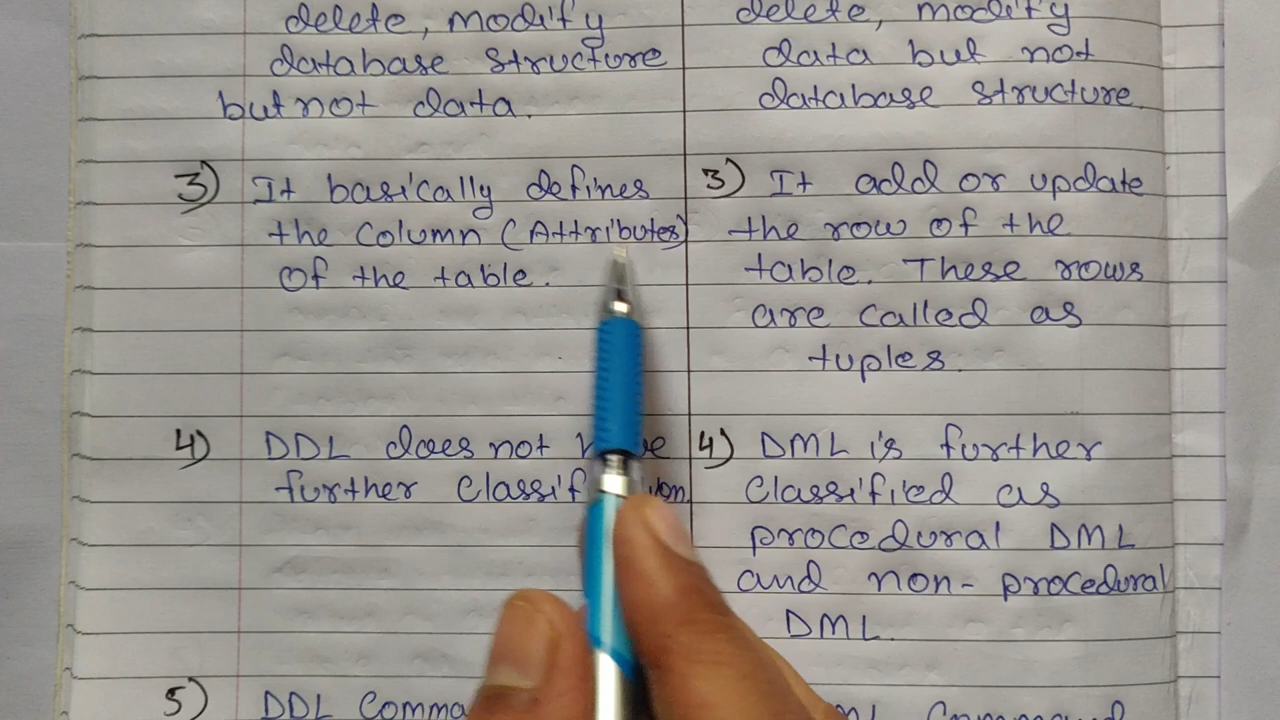 delete, modify
database structure
but not data.
3) It basically defines
the column (Attributes)
of the table.
4) DDL does not
further
5) DDL
delete, modify
data but not
database structure.
3) It add or update
the row of the
table. These rows
are called as
tuples.
4) DML is further
classified as
procedural DML
and non-procedural
DML.